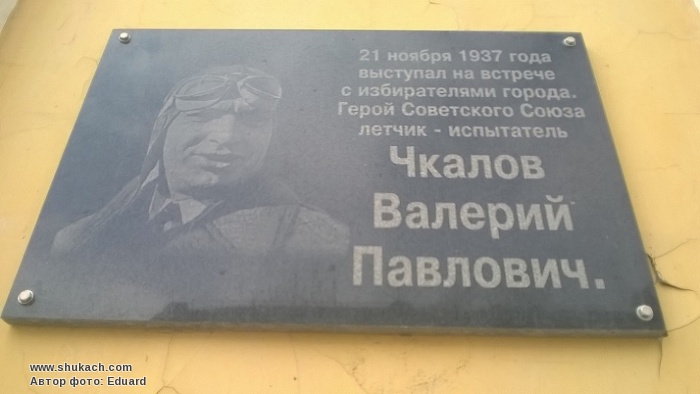 21 ноября 1937 года
выступал на встрече
с избирателями города.
Герой Советского Союза
летчик - испытатель
Чкалов
Валерий
Павлович.
www.shukach.com
Автор фото: Eduard